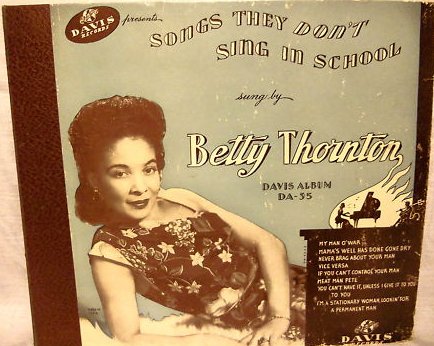 DAVIS
RECORDS
presents
SONGS THEY DON'T
SING IN SCHOOL
sung by
Betty Thornton
DAVIS ALBUM
DA-35
MY MAN O'WAR
MAMA'S WELL HAS DONE GONE DRY
NEVER BRAG ABOUT YOUR MAN
VICE VERSA
IF YOU CAN'T CONTROL YOUR MAN
MEAT MAN PETE
YOU CAN'T HAVE IT, UNLESS I GIVE IT TO YOU
TO YOU
I'M A STATIONARY WOMAN, LOOKIN' FOR
A PERMANENT MAN
DAVIS